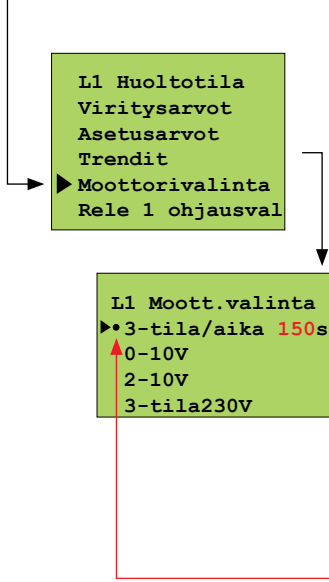 L1 Huoltotila
Viritysarvot
Asetusarvot
Trendit
Moottorivalinta
Rele 1 ohjausval
L1 Moott.valinta
3-tila/aika 150s
0-10V
2-10V
3-tila230V